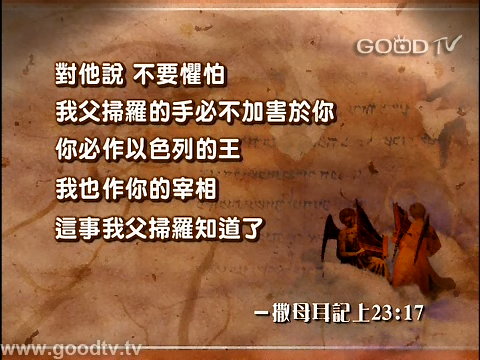 GOOD TV
對他說 不要懼怕
我父掃羅的手必不加害於你
你必作以色列的王
我也作你的宰相
這事我父掃羅知道了
－撒母耳記上23:17
www.goodtv.tv